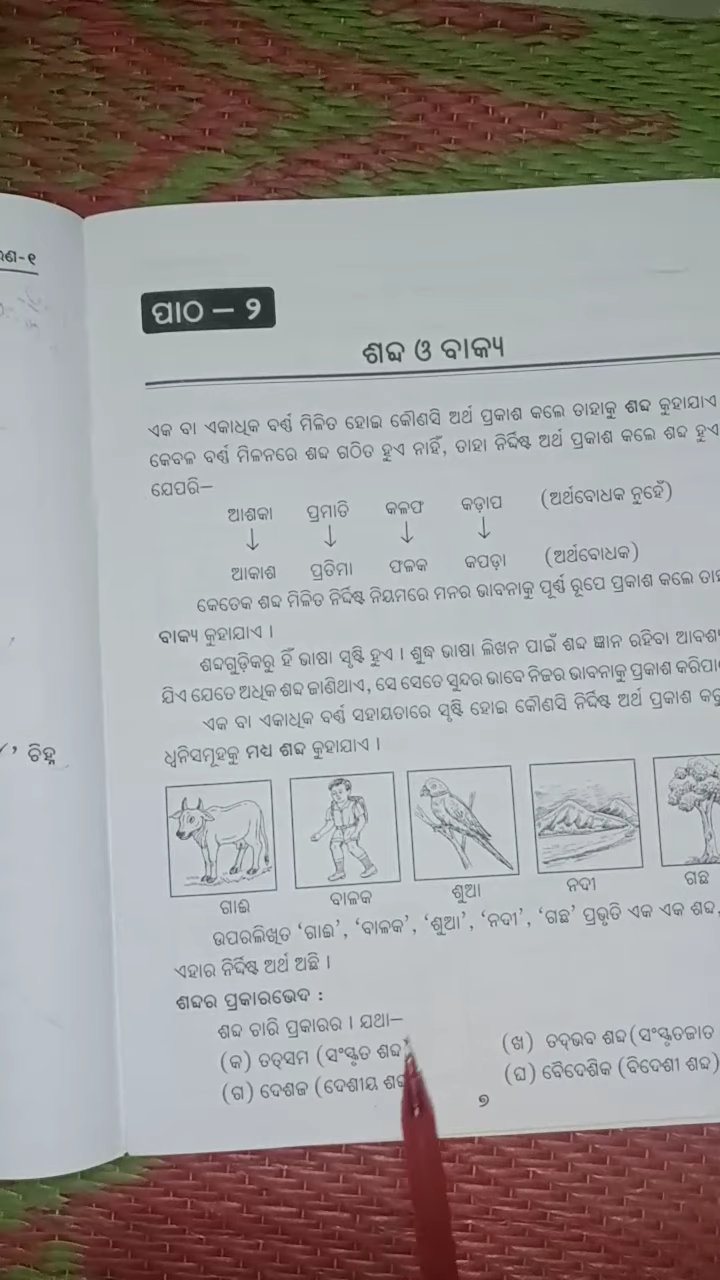 ରଣ-୧
ପାଠ – ୨
ଶବ୍ଦ ଓ ବାକ୍ୟ
ଏକ ବା ଏକାଧିକ ବର୍ଣ୍ଣ ମିଳିତ ହୋଇ କୌଣସି ଅର୍ଥ ପ୍ରକାଶ କଲେ ତାହାକୁ ଶବ୍ଦ କୁହାଯାଏ
କେବଳ ବର୍ଣ୍ଣ ମିଳନରେ ଶବ୍ଦ ଗଠିତ ହୁଏ ନାହିଁ, ତାହା ନିର୍ଦ୍ଦିଷ୍ଟ ଅର୍ଥ ପ୍ରକାଶ କଲେ ଶବ୍ଦ ହୁଏ
ଯେପରି–
ଆଶକା ପ୍ରମାତି କଳଫ କଡ଼ାପ (ଅର୍ଥବୋଧକ ନୁହେଁ)
↓ ↓ ↓ ↓
ଆକାଶ ପ୍ରତିମା ଫଳକ କପଡ଼ା (ଅର୍ଥବୋଧକ)
କେତେକ ଶବ୍ଦ ମିଳିତ ନିର୍ଦ୍ଦିଷ୍ଟ ନିୟମରେ ମନର ଭାବନାକୁ ପୂର୍ଣ୍ଣ ରୂପେ ପ୍ରକାଶ କଲେ
ବାକ୍ୟ କୁହାଯାଏ ।
ଶବ୍ଦଗୁଡ଼ିକରୁ ହିଁ ଭାଷା ସୃଷ୍ଟି ହୁଏ । ଶୁଦ୍ଧ ଭାଷା ଲିଖନ ପାଇଁ ଶବ୍ଦ ଜ୍ଞାନ ରହିବା
ଯିଏ ଯେତେ ଅଧିକ ଶବ୍ଦ ଜାଣିଥାଏ, ସେ ସେତେ ସୁନ୍ଦର ଭାବେ ନିଜର ଭାବନାକୁ ପ୍ରକାଶ
ଏକ ବା ଏକାଧିକ ବର୍ଣ୍ଣ ସହାୟତାରେ ସୃଷ୍ଟି ହୋଇ କୌଣସି ନିର୍ଦ୍ଦିଷ୍ଟ ଅର୍ଥ ପ୍ରକାଶ
, ଚିହ୍ନ
ଧ୍ୱନିସମୂହକୁ ମଧ୍ୟ ଶବ୍ଦ କୁହାଯାଏ ।
ଗାଈ ବାଳକ ଶୁଆ ନଦୀ ଗଛ
ଉପରଲିଖିତ ‘ଗାଈ’, ‘ବାଳକ’, ‘ଶୁଆ’, ‘ନଦୀ’, ‘ଗଛ’ ପ୍ରଭୃତି ଏକ ଏକ ଶବ୍ଦ,
ଏହାର ନିର୍ଦ୍ଦିଷ୍ଟ ଅର୍ଥ ଅଛି ।
ଶବ୍ଦର ପ୍ରକାରଭେଦ :
ଶବ୍ଦ ଚାରି ପ୍ରକାରର । ଯଥା–
(କ) ତତ୍‌ସମ (ସଂସ୍କୃତ ଶବ୍ଦ) (ଖ) ତଦ୍‌ଭବ ଶବ୍ଦ (ସଂସ୍କୃତଜାତ
(ଗ) ଦେଶଜ (ଦେଶୀୟ (ଘ) ବୈଦେଶିକ (ବିଦେଶୀ ଶବ୍ଦ)
୭